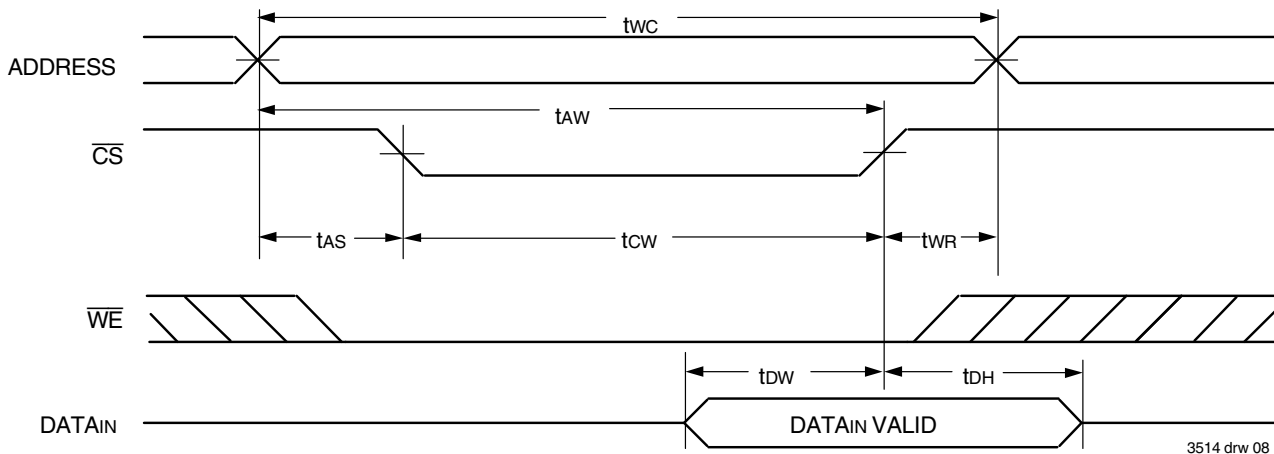 tWC
ADDRESS
tAW
CS
tAS
tCW
tWR
WE
tDW
tDH
DATAIN
DATAIN VALID
3514 drw 08